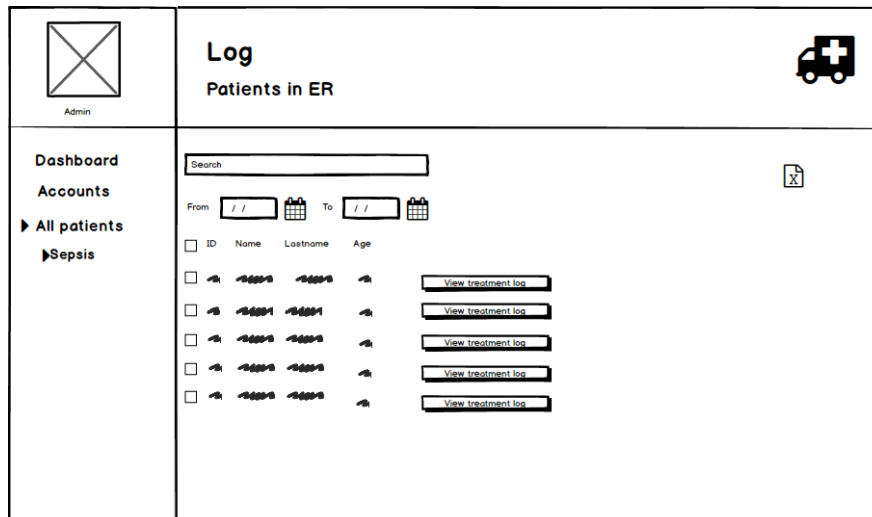 Log
Patients in ER
Admin
Dashboard
Accounts
All patients
Sepsis
Search
From / / To / /
ID Name Lastname Age
View treatment log
View treatment log
View treatment log
View treatment log
View treatment log
X